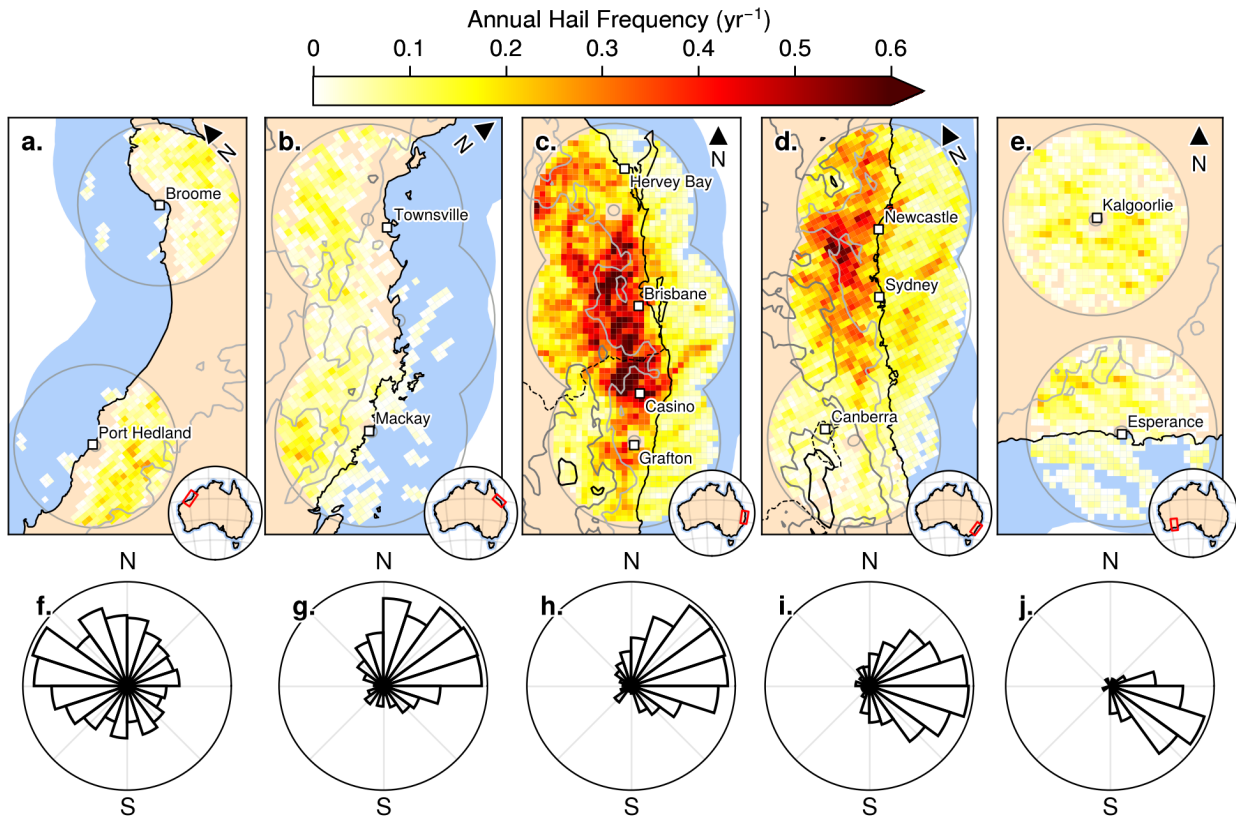 Annual Hail Frequency (yr⁻¹)
0 0.1 0.2 0.3 0.4 0.5 0.6
a. N
Broome
Port Hedland
b. N
Townsville
Mackay
c. N
Hervey Bay
Brisbane
Casino
Grafton
d. N
Newcastle
Sydney
Canberra
e. N
Kalgoorlie
Esperance
N N N N N
f. g. h. i. j.
S S S S S